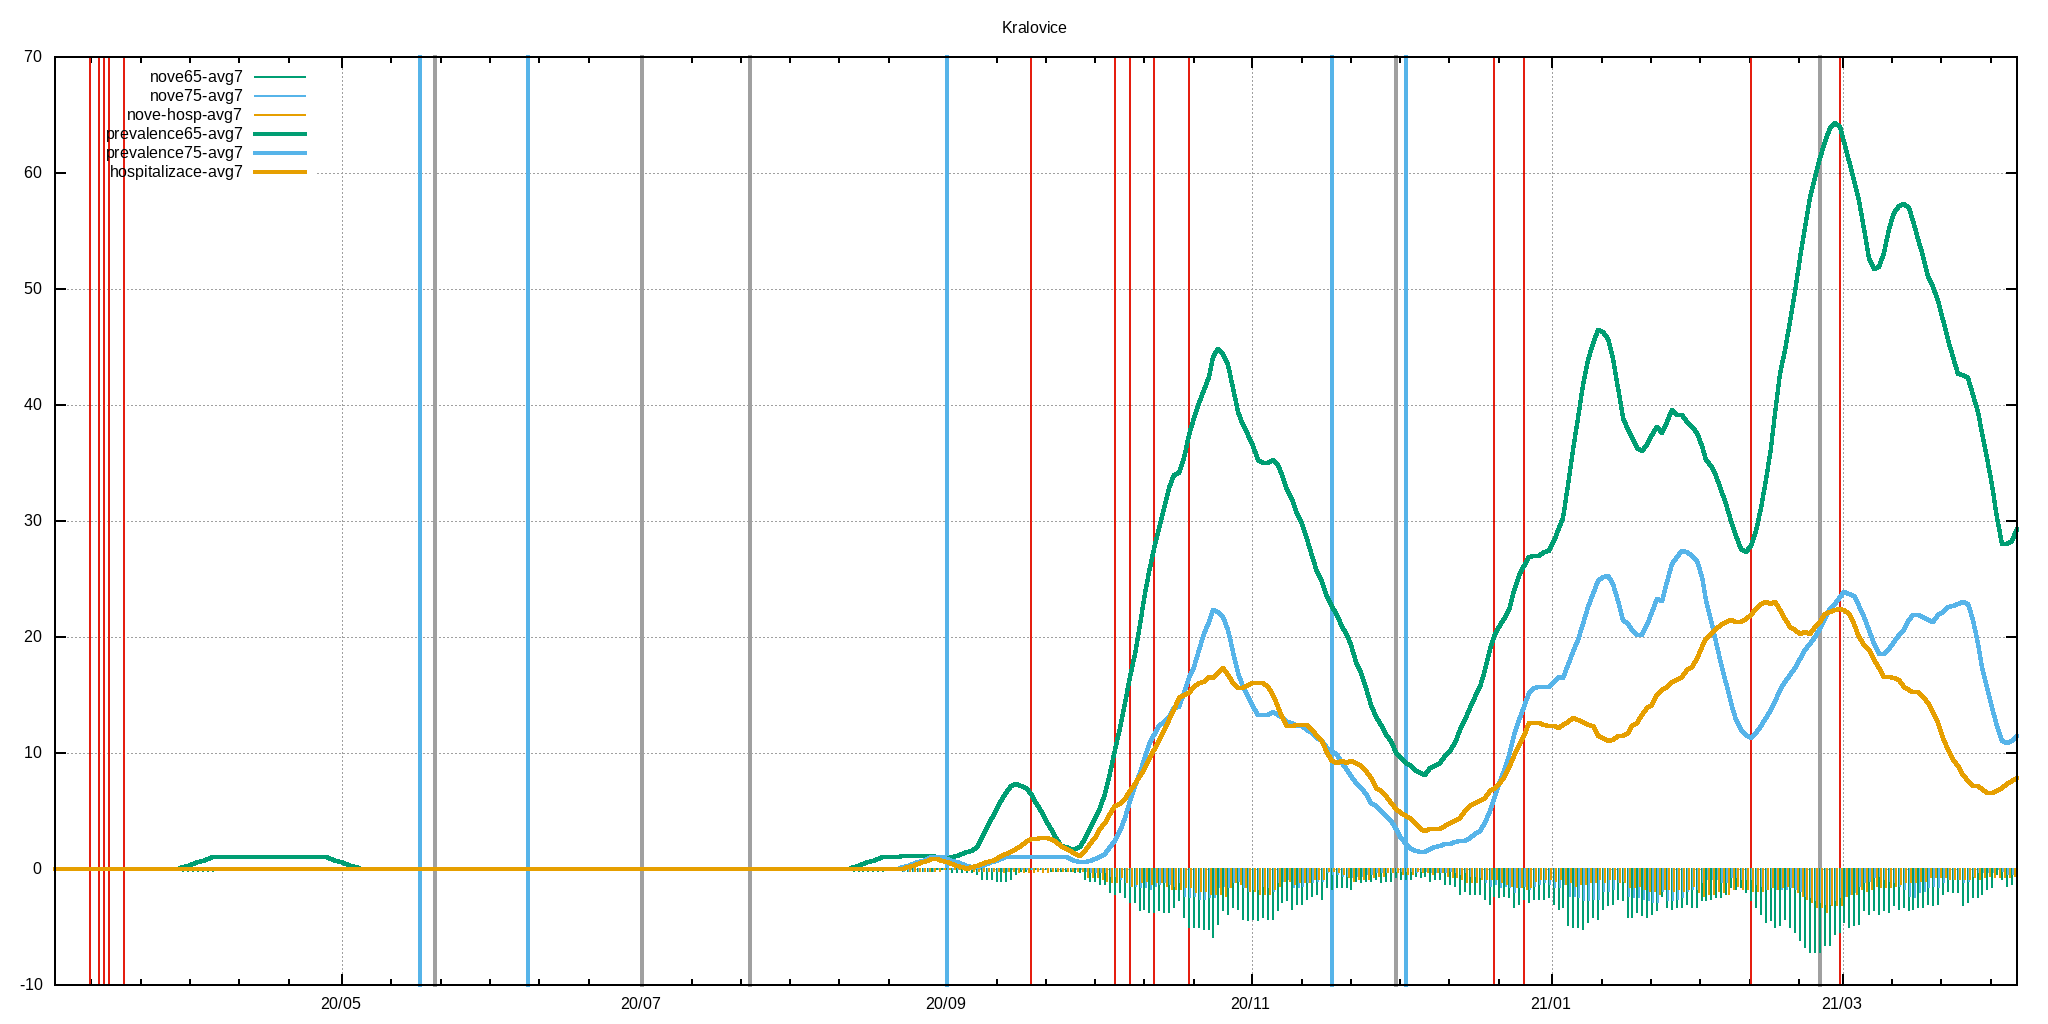 Kralovice
70
60
50
40
30
20
10
0
-10
nove65-avg7
nove75-avg7
nove-hosp-avg7
prevalence65-avg7
prevalence75-avg7
hospitalizace-avg7
20/05 20/07 20/09 20/11 21/01 21/03